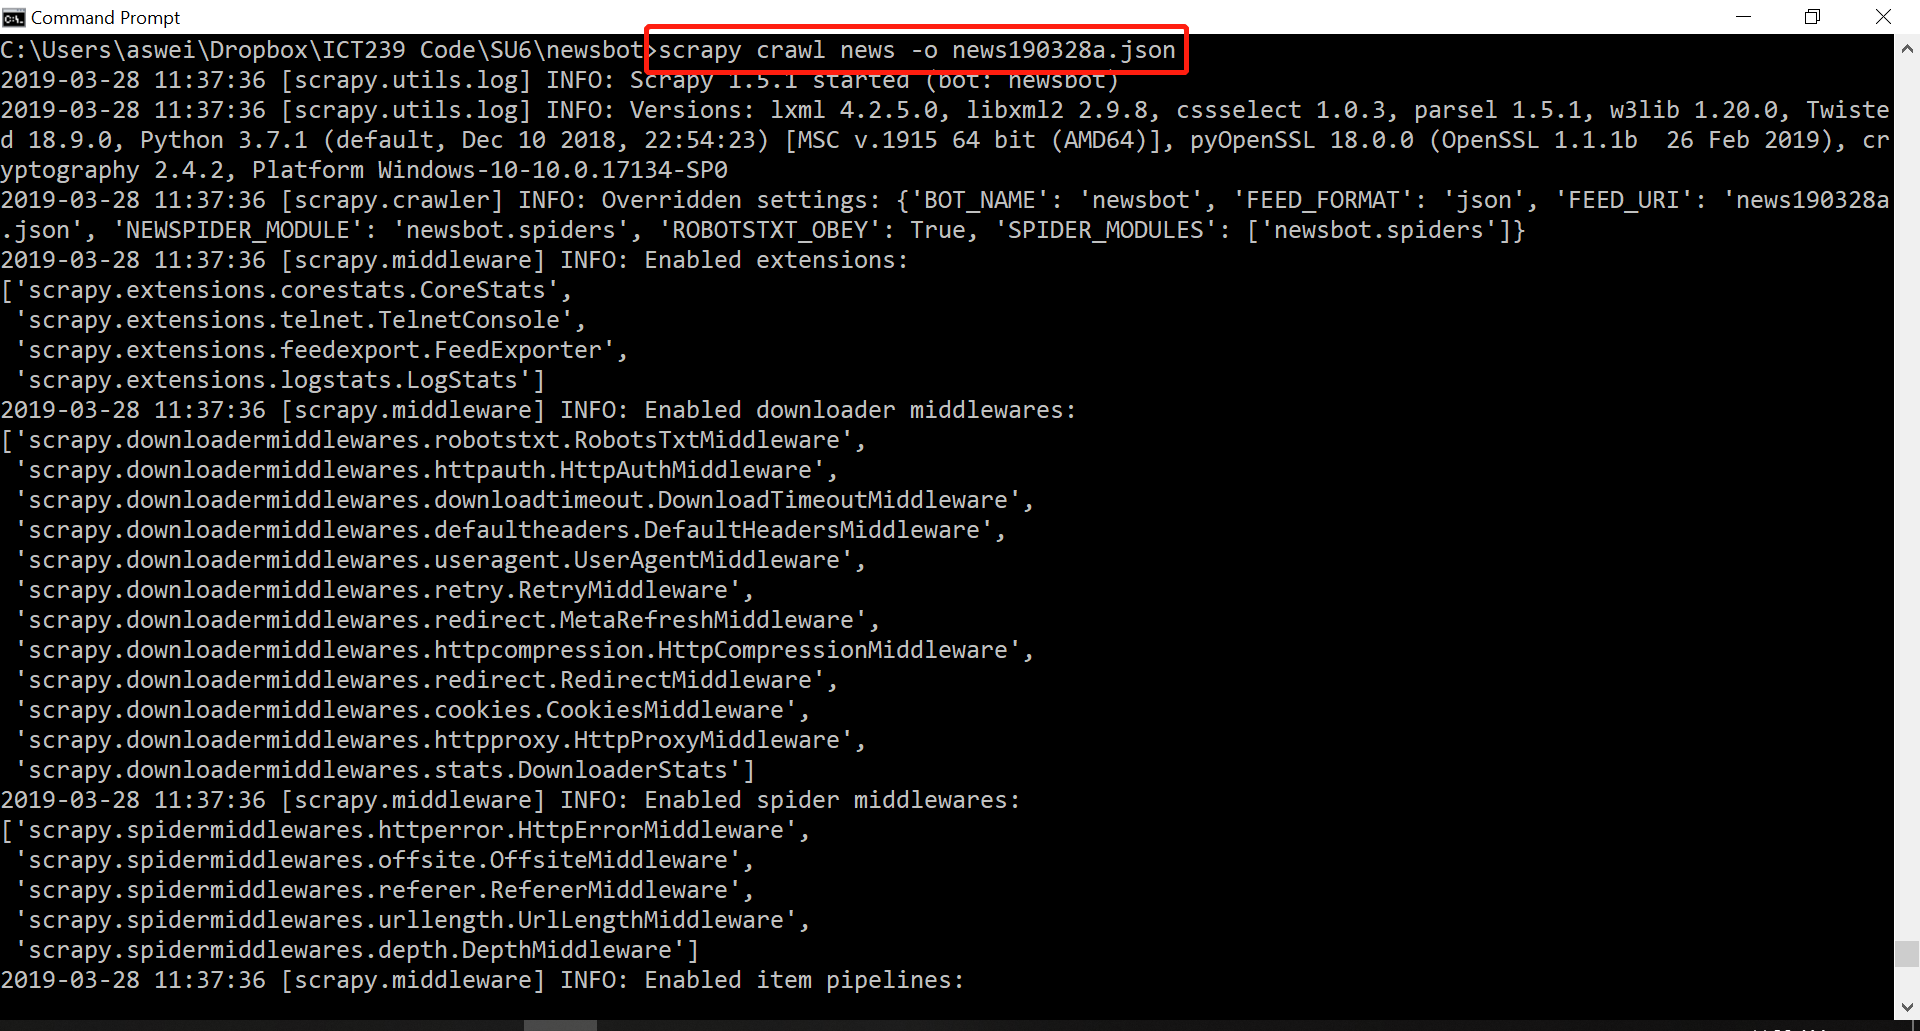 Command Prompt
C:\Users\aswei\Dropbox\ICT239 Code\SU6\newsbot>scrapy crawl news -o news190328a.json
2019-03-28 11:37:36 [scrapy.utils.log] INFO: Scrapy 1.5.1 started (bot: newsbot)
2019-03-28 11:37:36 [scrapy.utils.log] INFO: Versions: lxml 4.2.5.0, libxml2 2.9.8, cssselect 1.0.3, parsel 1.5.1, w3lib 1.20.0, Twiste
d 18.9.0, Python 3.7.1 (default, Dec 10 2018, 22:54:23) [MSC v.1915 64 bit (AMD64)], pyOpenSSL 18.0.0 (OpenSSL 1.1.1b  26 Feb 2019), cr
yptography 2.4.2, Platform Windows-10-10.0.17134-SP0
2019-03-28 11:37:36 [scrapy.crawler] INFO: Overridden settings: {'BOT_NAME': 'newsbot', 'FEED_FORMAT': 'json', 'FEED_URI': 'news190328a
.json', 'NEWSPIDER_MODULE': 'newsbot.spiders', 'ROBOTSTXT_OBEY': True, 'SPIDER_MODULES': ['newsbot.spiders']}
2019-03-28 11:37:36 [scrapy.middleware] INFO: Enabled extensions:
['scrapy.extensions.corestats.CoreStats',
 'scrapy.extensions.telnet.TelnetConsole',
 'scrapy.extensions.feedexport.FeedExporter',
 'scrapy.extensions.logstats.LogStats']
2019-03-28 11:37:36 [scrapy.middleware] INFO: Enabled downloader middlewares:
['scrapy.downloadermiddlewares.robotstxt.RobotsTxtMiddleware',
 'scrapy.downloadermiddlewares.httpauth.HttpAuthMiddleware',
 'scrapy.downloadermiddlewares.downloadtimeout.DownloadTimeoutMiddleware',
 'scrapy.downloadermiddlewares.defaultheaders.DefaultHeadersMiddleware',
 'scrapy.downloadermiddlewares.useragent.UserAgentMiddleware',
 'scrapy.downloadermiddlewares.retry.RetryMiddleware',
 'scrapy.downloadermiddlewares.redirect.MetaRefreshMiddleware',
 'scrapy.downloadermiddlewares.httpcompression.HttpCompressionMiddleware',
 'scrapy.downloadermiddlewares.redirect.RedirectMiddleware',
 'scrapy.downloadermiddlewares.cookies.CookiesMiddleware',
 'scrapy.downloadermiddlewares.httpproxy.HttpProxyMiddleware',
 'scrapy.downloadermiddlewares.stats.DownloaderStats']
2019-03-28 11:37:36 [scrapy.middleware] INFO: Enabled spider middlewares:
['scrapy.spidermiddlewares.httperror.HttpErrorMiddleware',
 'scrapy.spidermiddlewares.offsite.OffsiteMiddleware',
 'scrapy.spidermiddlewares.referer.RefererMiddleware',
 'scrapy.spidermiddlewares.urllength.UrlLengthMiddleware',
 'scrapy.spidermiddlewares.depth.DepthMiddleware']
2019-03-28 11:37:36 [scrapy.middleware] INFO: Enabled item pipelines: